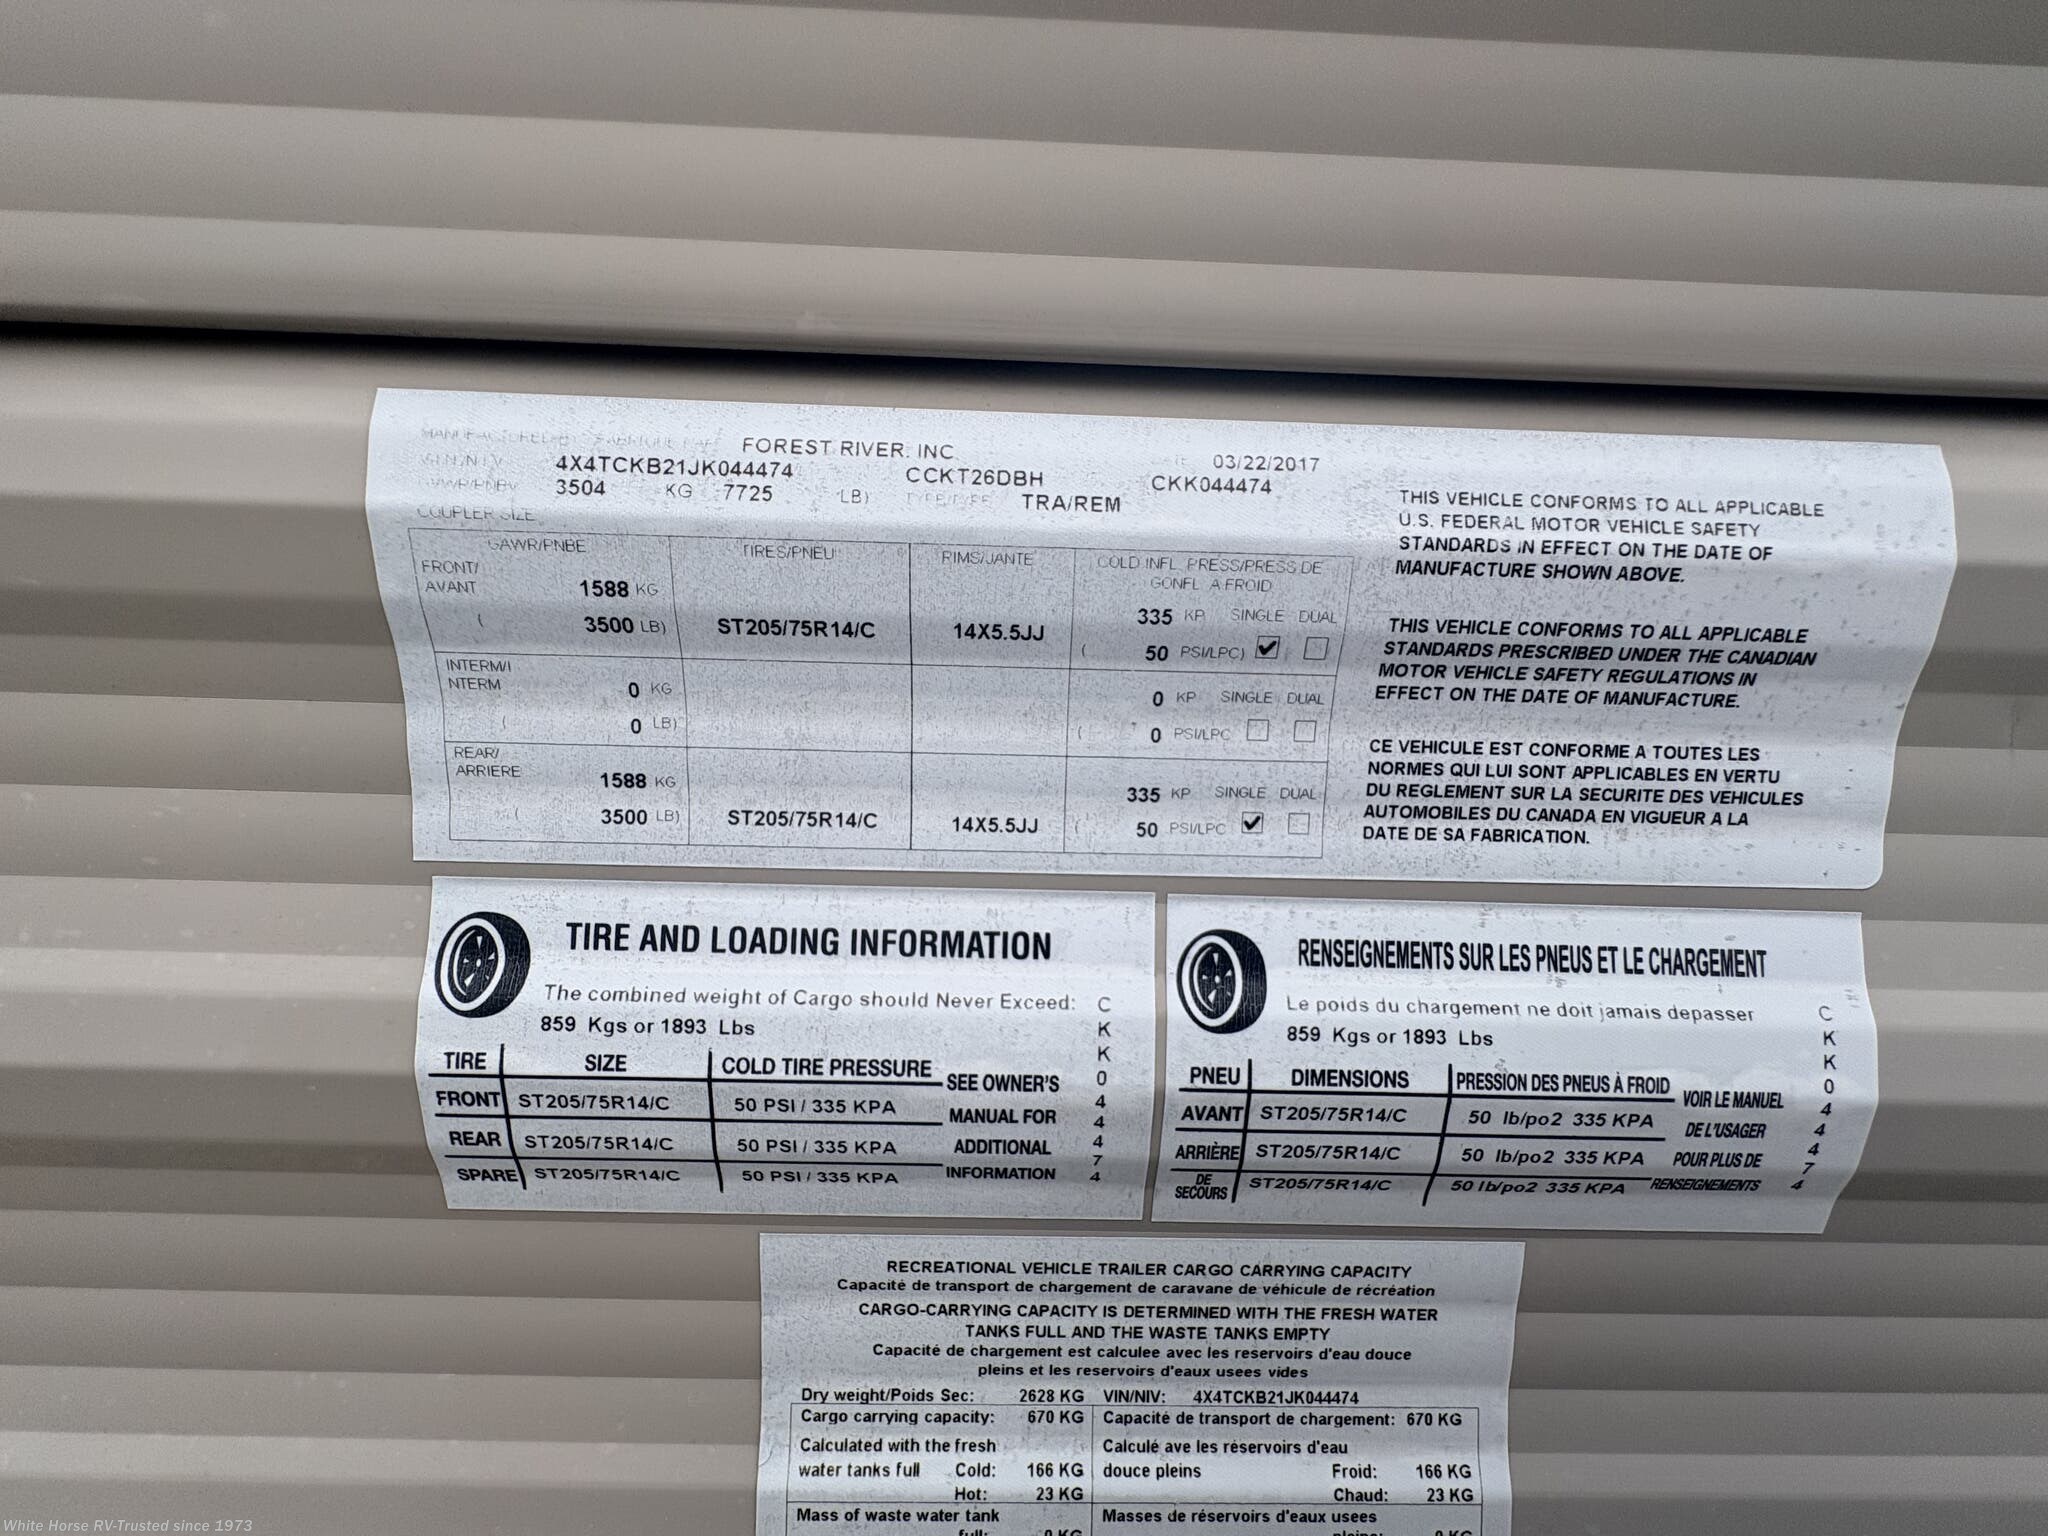 MANUFACTURED BY / FABRIQUE PAR FOREST RIVER, INC. DATE 03/22/2017
V.I.N./N.I.V. 4X4TCKB21JK044474 CCKT26DBH CKK044474
GVWR/PNBV 3504 KG 7725 LB) TYPE/TYPE TRA/REM
COUPLER SIZE
GAWR/PNBE TIRES/PNEU RIMS/JANTE COLD INFL. PRESS/PRESS DE
GONFL. A FROID
FRONT/
AVANT 1588 KG
( 3500 LB) ST205/75R14/C 14X5.5JJ 335 KP. SINGLE DUAL
( 50 PSI/LPC)
INTERM/I
NTERM 0 KG 0 KP. SINGLE DUAL
( 0 LB) ( 0 PSI/LPC
REAR/
ARRIERE 1588 KG 335 KP. SINGLE DUAL
( 3500 LB) ST205/75R14/C 14X5.5JJ ( 50 PSI/LPC
THIS VEHICLE CONFORMS TO ALL APPLICABLE
U.S. FEDERAL MOTOR VEHICLE SAFETY
STANDARDS IN EFFECT ON THE DATE OF
MANUFACTURE SHOWN ABOVE.
THIS VEHICLE CONFORMS TO ALL APPLICABLE
STANDARDS PRESCRIBED UNDER THE CANADIAN
MOTOR VEHICLE SAFETY REGULATIONS IN
EFFECT ON THE DATE OF MANUFACTURE.
CE VEHICULE EST CONFORME A TOUTES LES
NORMES QUI LUI SONT APPLICABLES EN VERTU
DU REGLEMENT SUR LA SECURITE DES VEHICULES
AUTOMOBILES DU CANADA EN VIGUEUR A LA
DATE DE SA FABRICATION.
TIRE AND LOADING INFORMATION
The combined weight of Cargo should Never Exceed:
859 Kgs or 1893 Lbs
TIRE SIZE COLD TIRE PRESSURE SEE OWNER'S
FRONT ST205/75R14/C 50 PSI / 335 KPA MANUAL FOR
REAR ST205/75R14/C 50 PSI / 335 KPA ADDITIONAL
SPARE ST205/75R14/C 50 PSI / 335 KPA INFORMATION
CKK044474
RENSEIGNEMENTS SUR LES PNEUS ET LE CHARGEMENT
Le poids du chargement ne doit jamais depasser
859 Kgs or 1893 Lbs
PNEU DIMENSIONS PRESSION DES PNEUS À FROID VOIR LE MANUEL
AVANT ST205/75R14/C 50 lb/po2 335 KPA DE L'USAGER
ARRIÈRE ST205/75R14/C 50 lb/po2 335 KPA POUR PLUS DE
DE
SECOURS ST205/75R14/C 50 lb/po2 335 KPA RENSEIGNEMENTS
CKK044474
RECREATIONAL VEHICLE TRAILER CARGO CARRYING CAPACITY
Capacité de transport de chargement de caravane de véhicule de récréation
CARGO-CARRYING CAPACITY IS DETERMINED WITH THE FRESH WATER
TANKS FULL AND THE WASTE TANKS EMPTY
Capacité de chargement est calculee avec les reservoirs d'eau douce
pleins et les reservoirs d'eaux usees vides
Dry weight/Poids Sec: 2628 KG VIN/NIV: 4X4TCKB21JK044474
Cargo carrying capacity: 670 KG Capacité de transport de chargement: 670 KG
Calculated with the fresh Calculé ave les réservoirs d'eau
water tanks full Cold: 166 KG douce pleins Froid: 166 KG
Hot: 23 KG Chaud: 23 KG
Mass of waste water tank Masses de réservoirs d'eaux usees
full: 0 KG pleins: 0 KG
White Horse RV-Trusted since 1973